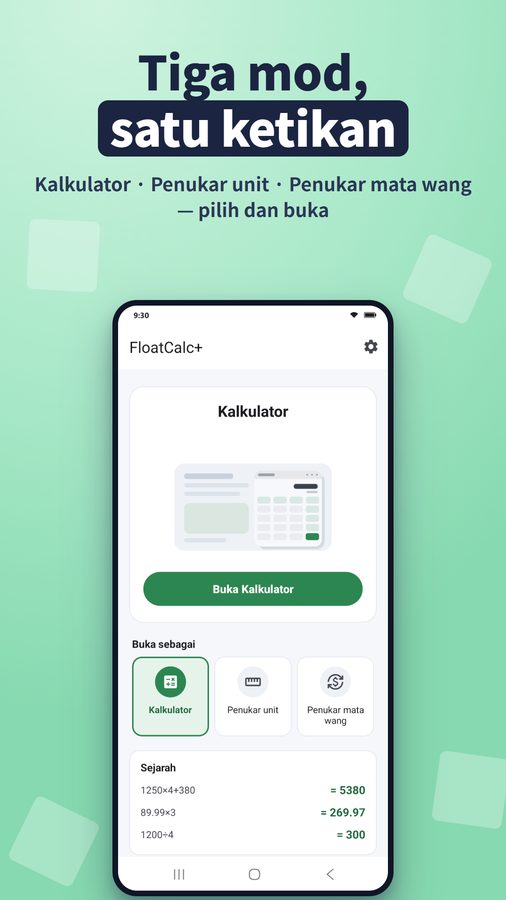 Tiga mod,
satu ketikan
Kalkulator · Penukar unit · Penukar mata wang
— pilih dan buka
9:30
FloatCalc+
Kalkulator
Buka Kalkulator
Buka sebagai
Kalkulator
Penukar unit
Penukar mata
wang
Sejarah
1250×4+380
= 5380
89.99×3
= 269.97
1200÷4
= 300